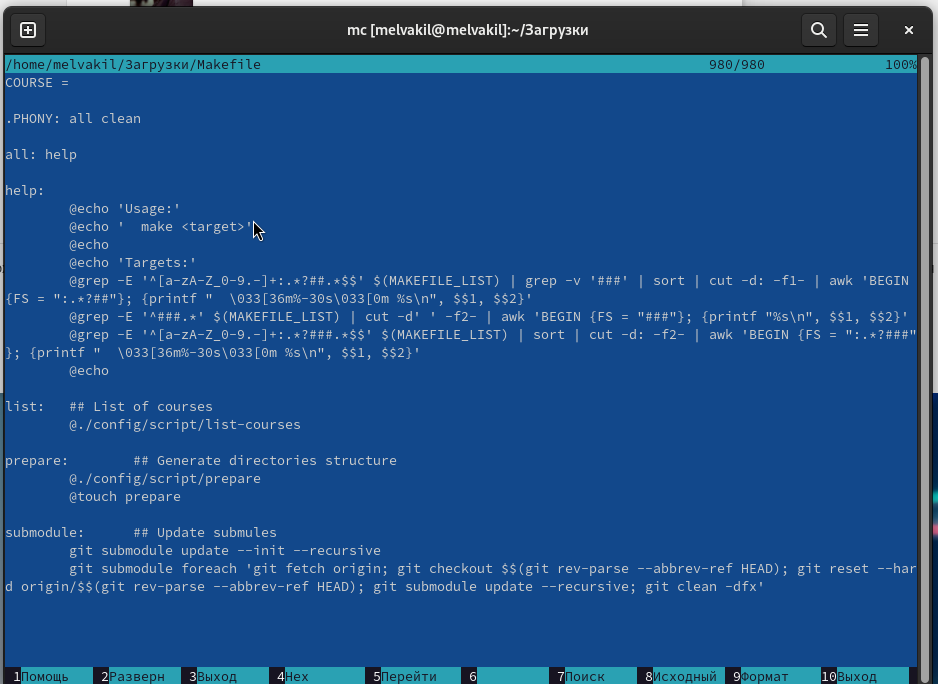 mc [melvakil@melvakil]:~/Загрузки
/home/melvakil/Загрузки/Makefile 980/980 100%
COURSE =
.PHONY: all clean
all: help
help:
@echo 'Usage:'
@echo '  make <target>'
@echo
@echo 'Targets:'
@grep -E '^[a-zA-Z_0-9.-]+:.*?##.*$$' $(MAKEFILE_LIST) | grep -v '###' | sort | cut -d: -f1- | awk 'BEGIN
{FS = ":.*?##"}; {printf "  \033[36m%-30s\033[0m %s\n", $$1, $$2}'
@grep -E '^###.*' $(MAKEFILE_LIST) | cut -d' ' -f2- | awk 'BEGIN {FS = "###"}; {printf "%s\n", $$1, $$2}'
@grep -E '^[a-zA-Z_0-9.-]+:.*?###.*$$' $(MAKEFILE_LIST) | sort | cut -d: -f2- | awk 'BEGIN {FS = ":.*?###"
}; {printf "  \033[36m%-30s\033[0m %s\n", $$1, $$2}'
@echo
list:   ## List of courses
@./config/script/list-courses
prepare:        ## Generate directories structure
@./config/script/prepare
@touch prepare
submodule:      ## Update submules
git submodule update --init --recursive
git submodule foreach 'git fetch origin; git checkout $$(git rev-parse --abbrev-ref HEAD); git reset --har
d origin/$$(git rev-parse --abbrev-ref HEAD); git submodule update --recursive; git clean -dfx'
1Помощь 2Разверн 3Выход 4Hex 5Перейти 6 7Поиск 8Исходный 9Формат 10Выход